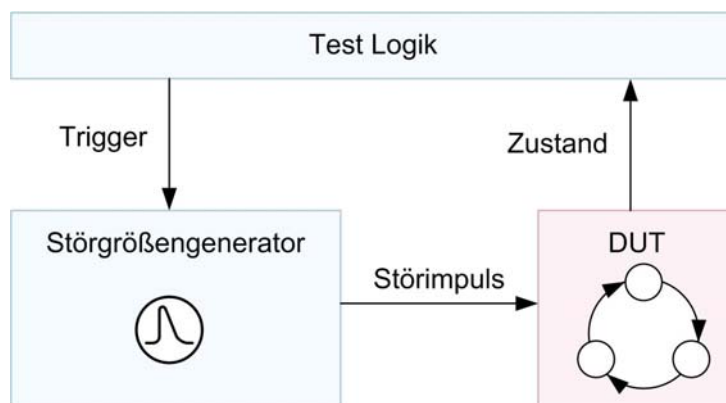 Test Logik
Trigger
Zustand
Störgrößengenerator
DUT
Störimpuls